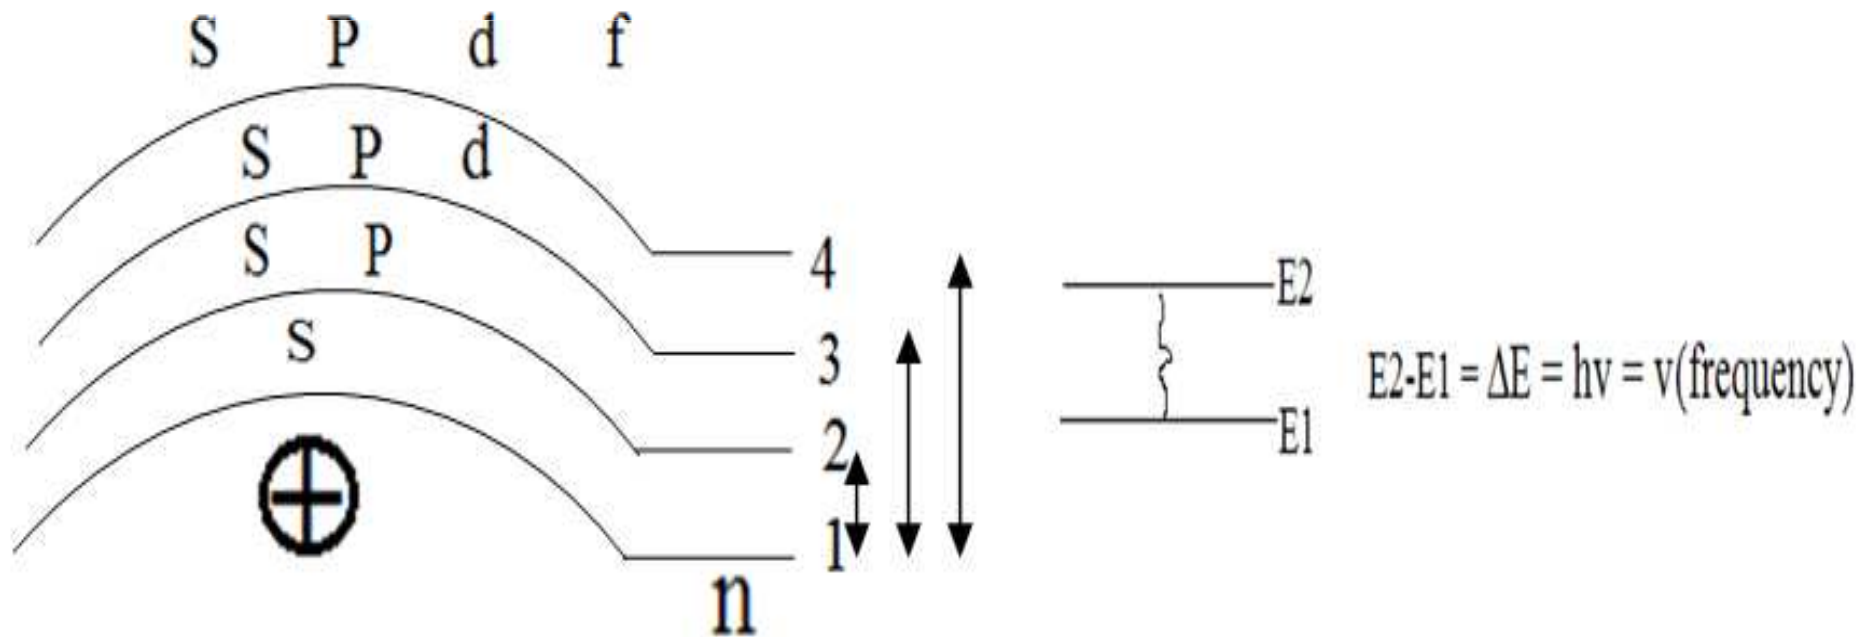 S P d f
S P d
S P
S
4
3
2
1
n
E2
E1
E2-E1 = ΔE = hv = v(frequency)